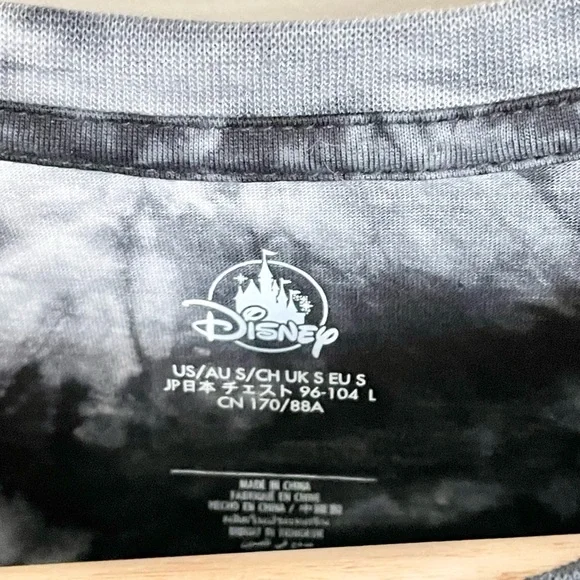 Disney
US/AU S/CH UK S EU S
JP日本 チェスト 96-104 L
CN 170/88A
MADE IN CHINA
FABRIQUÉ EN CHINE
HECHO EN CHINA / 中国制